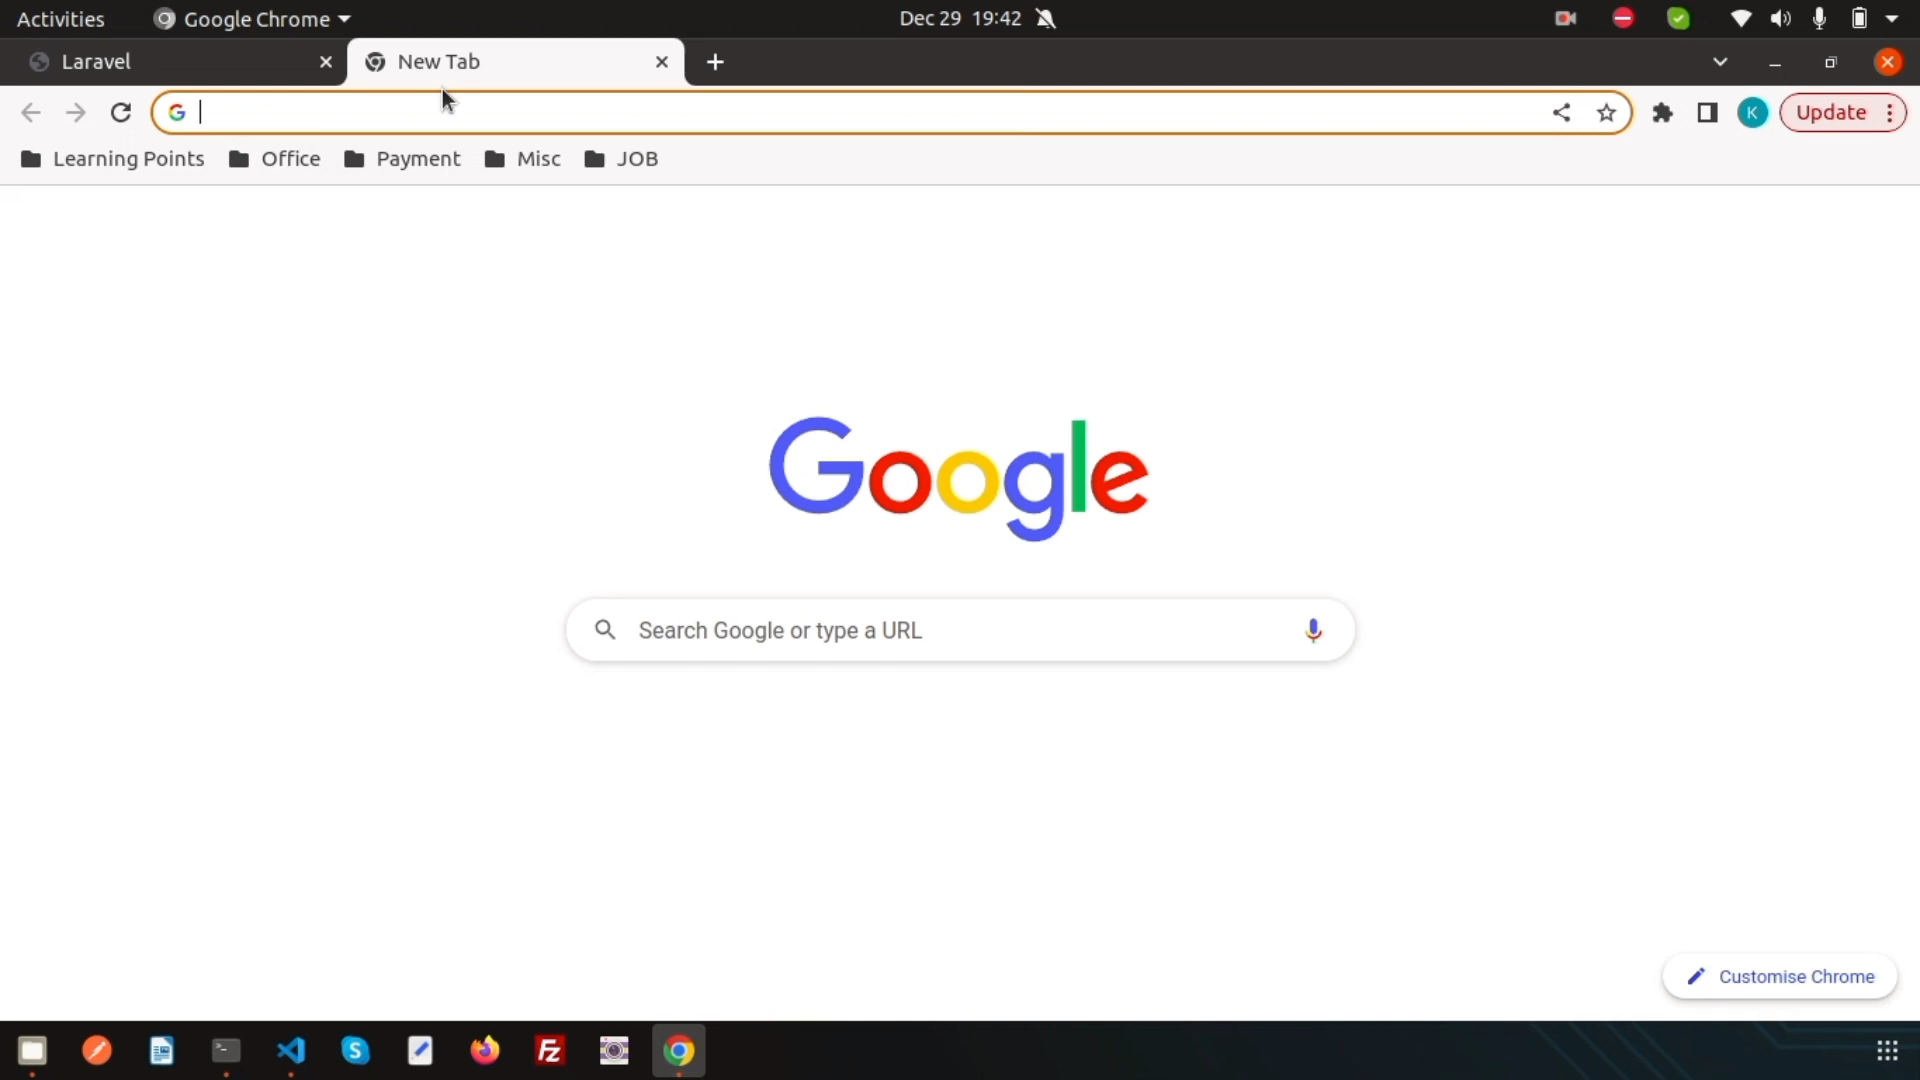 Activities Google Chrome Dec 29 19:42
Laravel New Tab
Update
Learning Points Office Payment Misc JOB
Google
Search Google or type a URL
Customise Chrome